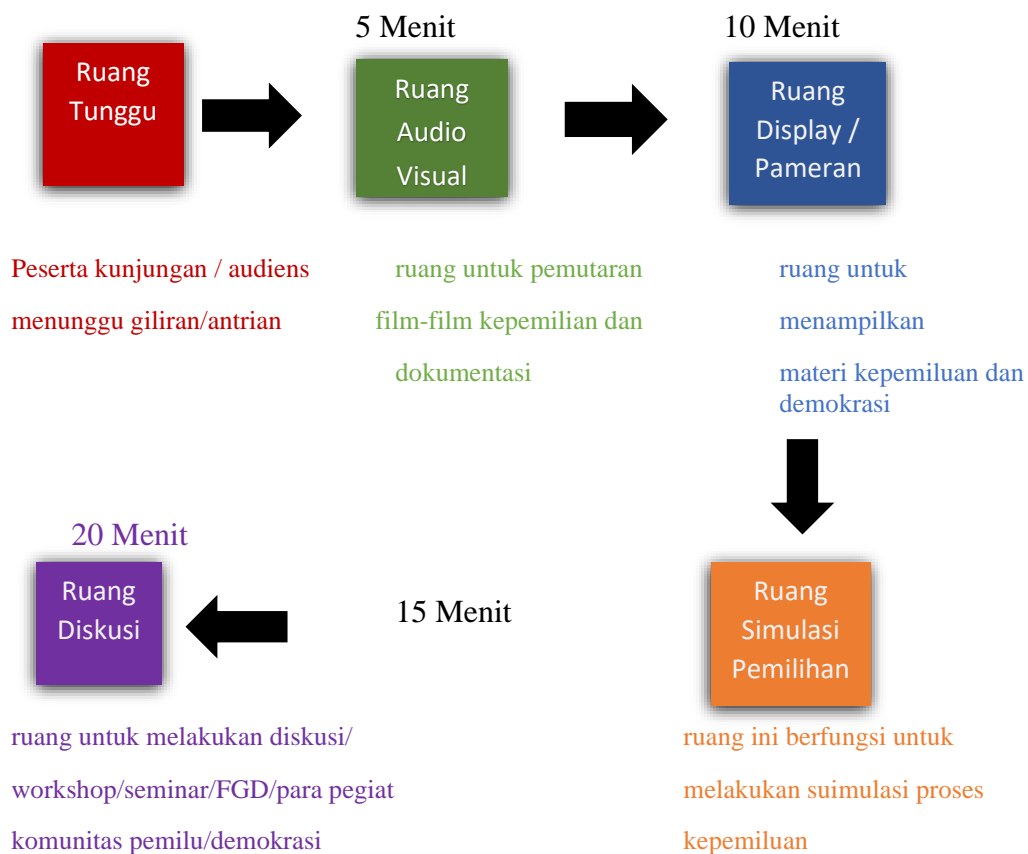 5 Menit
10 Menit
Ruang
Tunggu
Ruang
Audio
Visual
Ruang
Display /
Pameran
Peserta kunjungan / audiens
menunggu giliran/antrian
ruang untuk pemutaran
film-film kepemilian dan
dokumentasi
ruang untuk
menampilkan
materi kepemiluan dan
demokrasi
20 Menit
Ruang
Diskusi
15 Menit
Ruang
Simulasi
Pemilihan
ruang untuk melakukan diskusi/
workshop/seminar/FGD/para pegiat
komunitas pemilu/demokrasi
ruang ini berfungsi untuk
melakukan suimulasi proses
kepemiluan